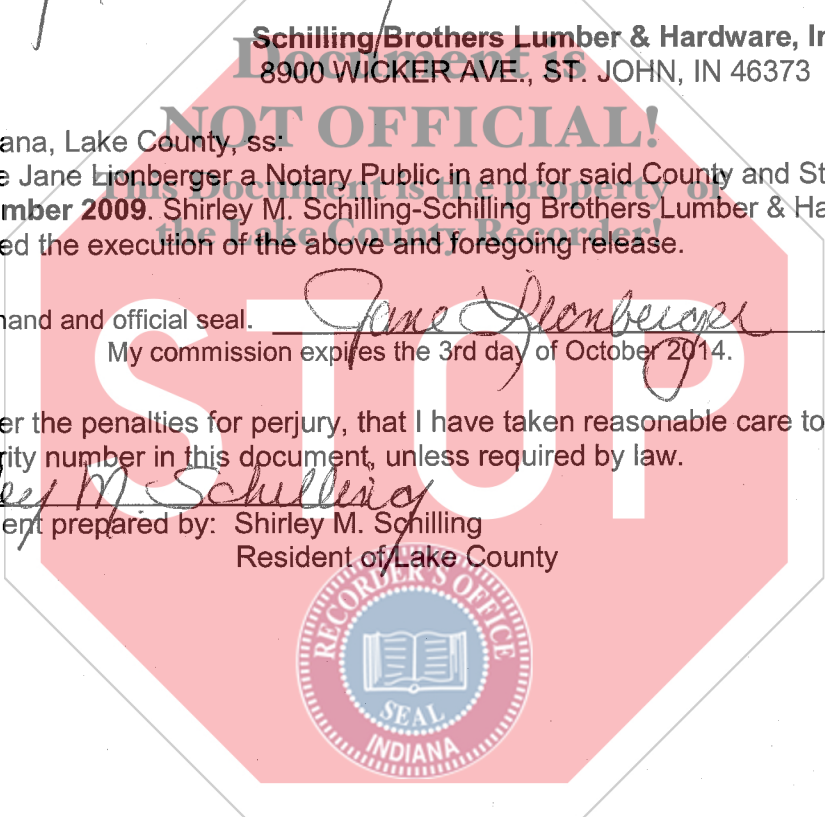 Schilling Brothers Lumber & Hardware, In
Document is
8900 WICKER AVE., ST. JOHN, IN 46373
NOT OFFICIAL!
ana, Lake County, ss:
e Jane Lionberger a Notary Public in and for said County and St
This Document is the property of
mber 2009. Shirley M. Schilling-Schilling Brothers Lumber & Ha
the Lake County Recorder!
ed the execution of the above and foregoing release.
STOP
hand and official seal. Jane Lionberger
My commission expires the 3rd day of October 2014.
er the penalties for perjury, that I have taken reasonable care to
rity number in this document, unless required by law.
ley M Schilling
ent prepared by: Shirley M. Schilling
Resident of Lake County
RECORDER'S OFFICE
SEAL
INDIANA